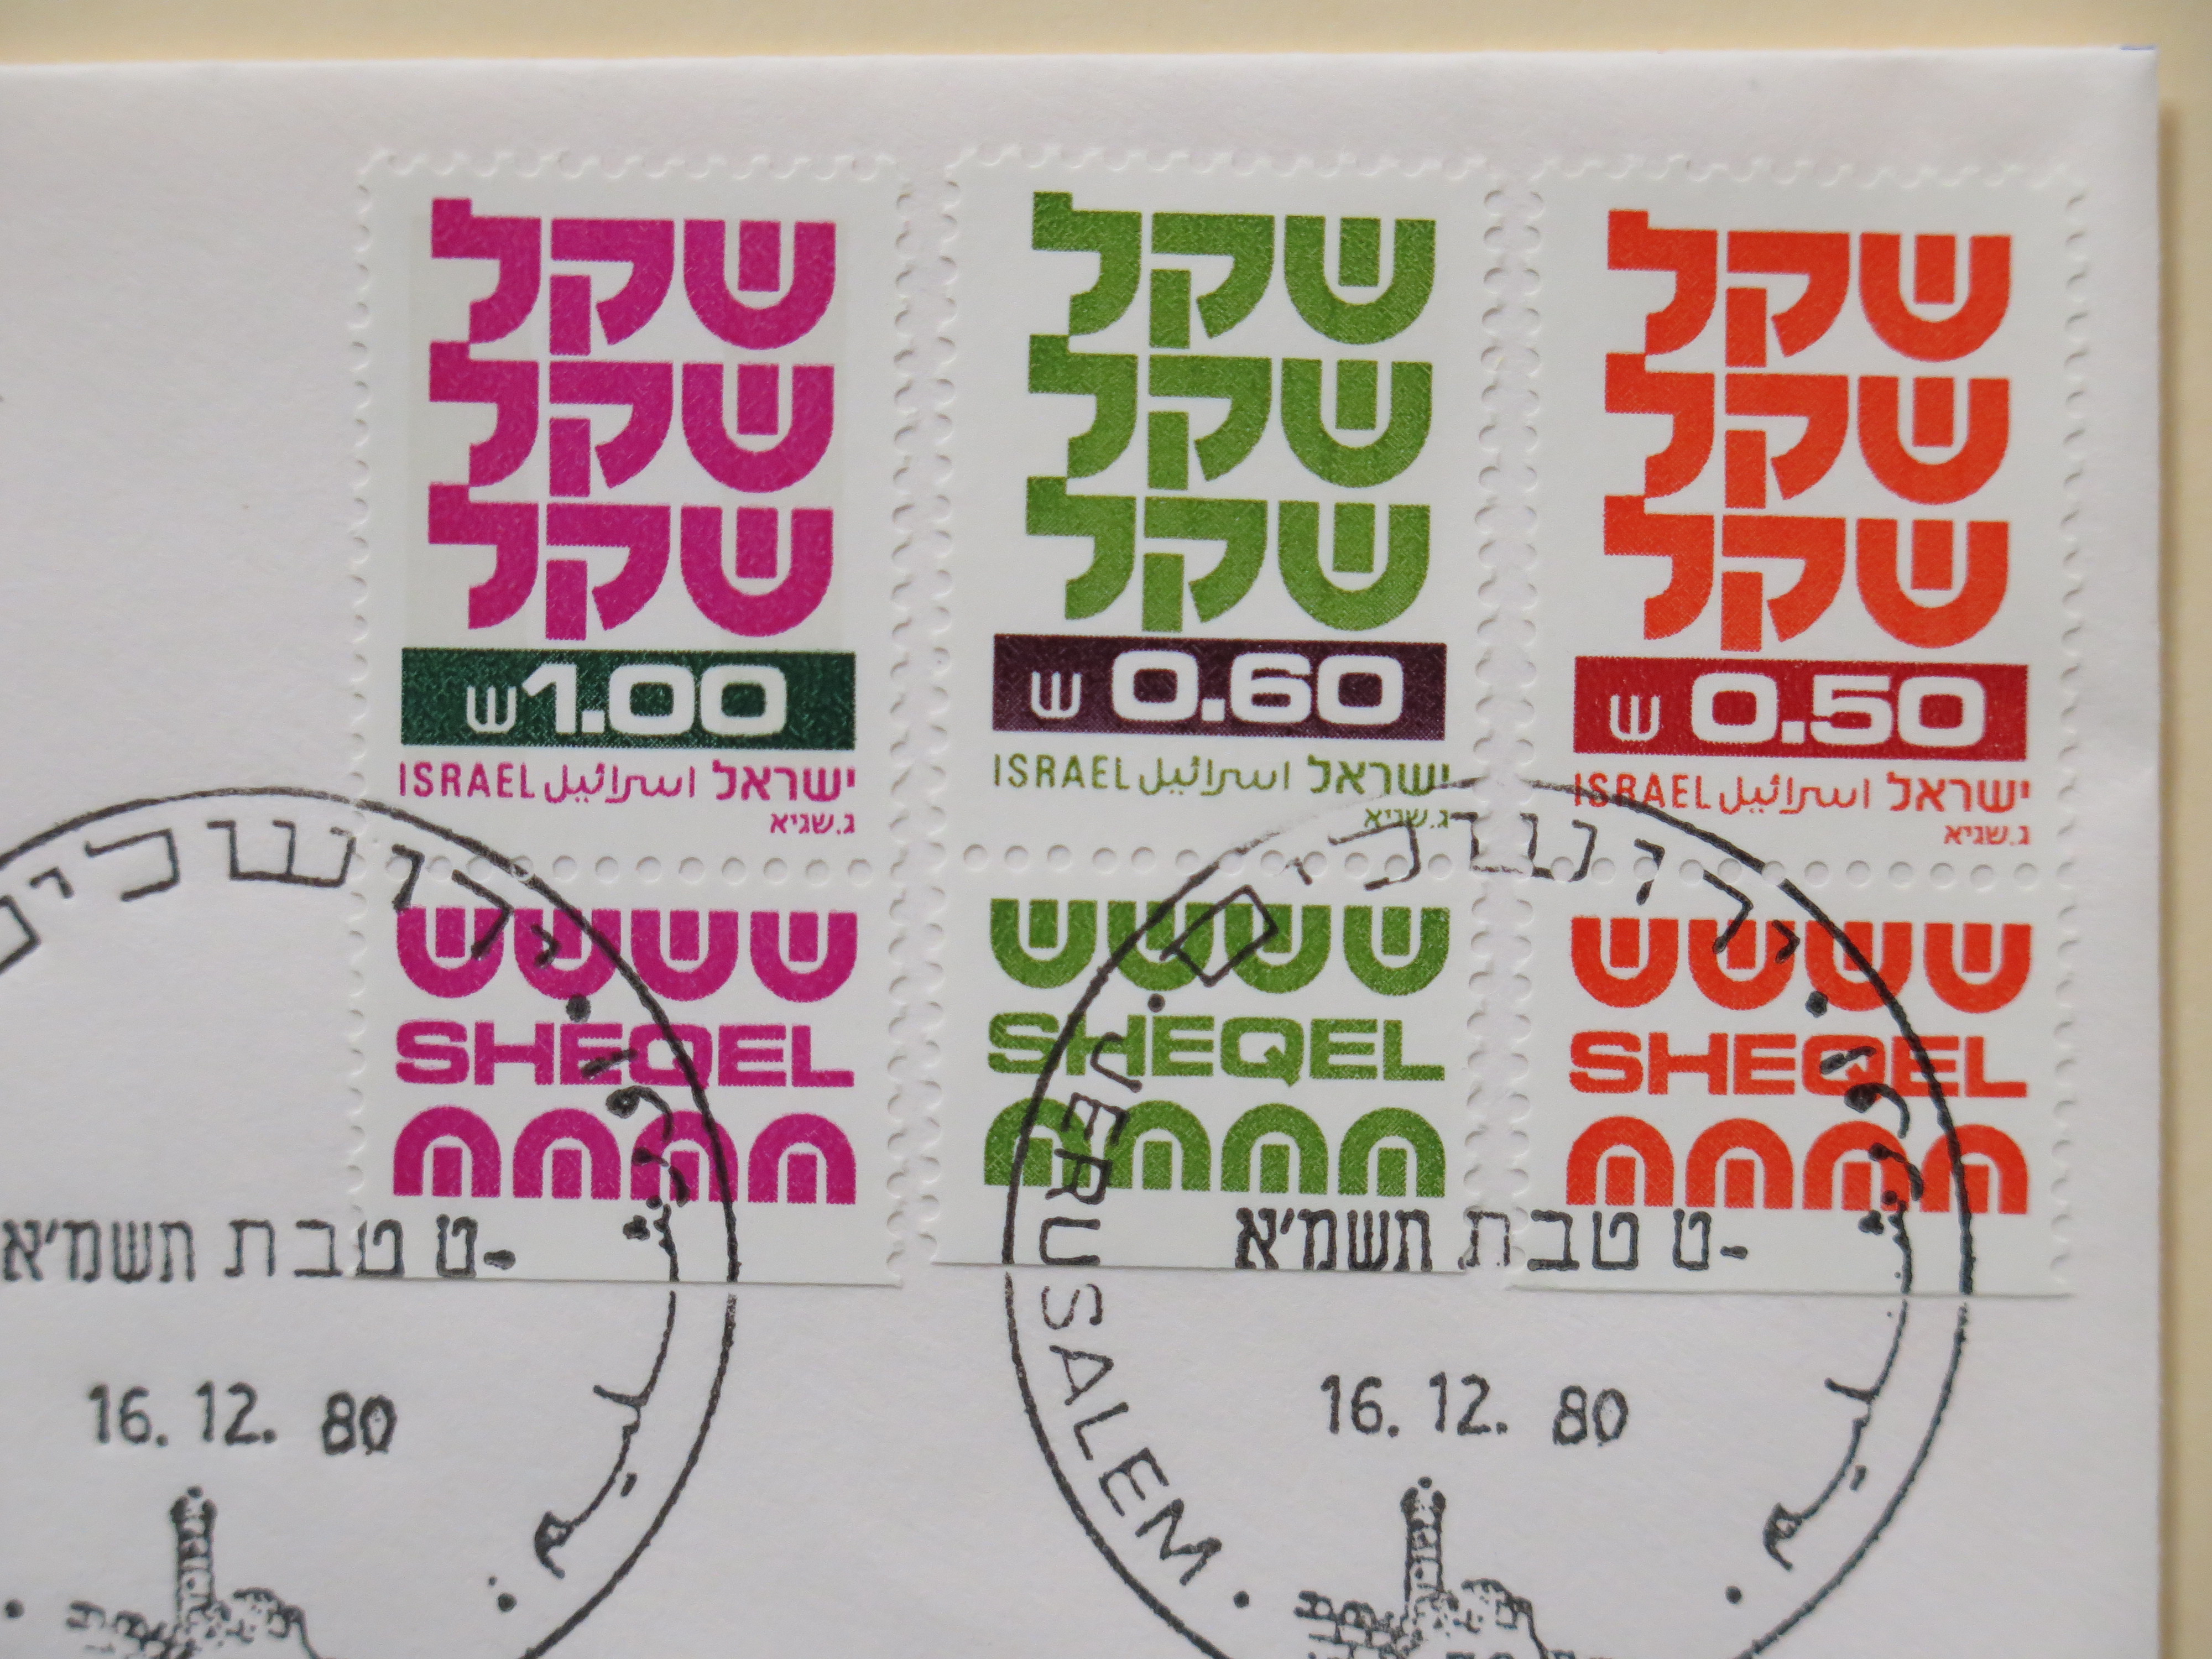 שקל
שקל
שקל
ש 1.00
ISRAEL اسرائيل ישראל
ג. שגיא
ש ש ש ש
SHEQEL
שקל
שקל
שקל
ש 0.60
ISRAEL اسرائيل ישראל
ג. שגיא
ש ש ש ש
SHEQEL
שקל
שקל
שקל
ש 0.50
ISRAEL اسرائيل ישראל
ג. שגיא
ש ש ש ש
SHEQEL
ט- טבת תשמ'א
16.12.80
ירושלים
JERUSALEM
ט- טבת תשמ'א
16.12.80